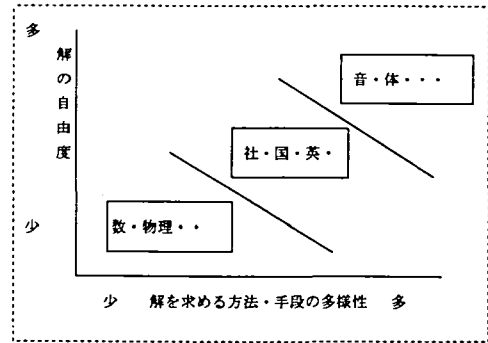 多
解の自由度
音・体・・・
社・国・英・
数・物理・・
少
少 解を求める方法・手段の多様性 多